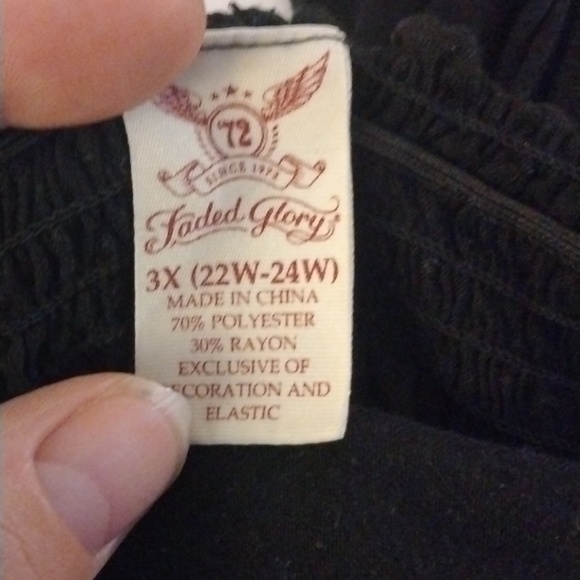 '72
SINCE 1972
Faded Glory®
3X (22W-24W)
MADE IN CHINA
70% POLYESTER
30% RAYON
EXCLUSIVE OF
ECORATION AND
ELASTIC